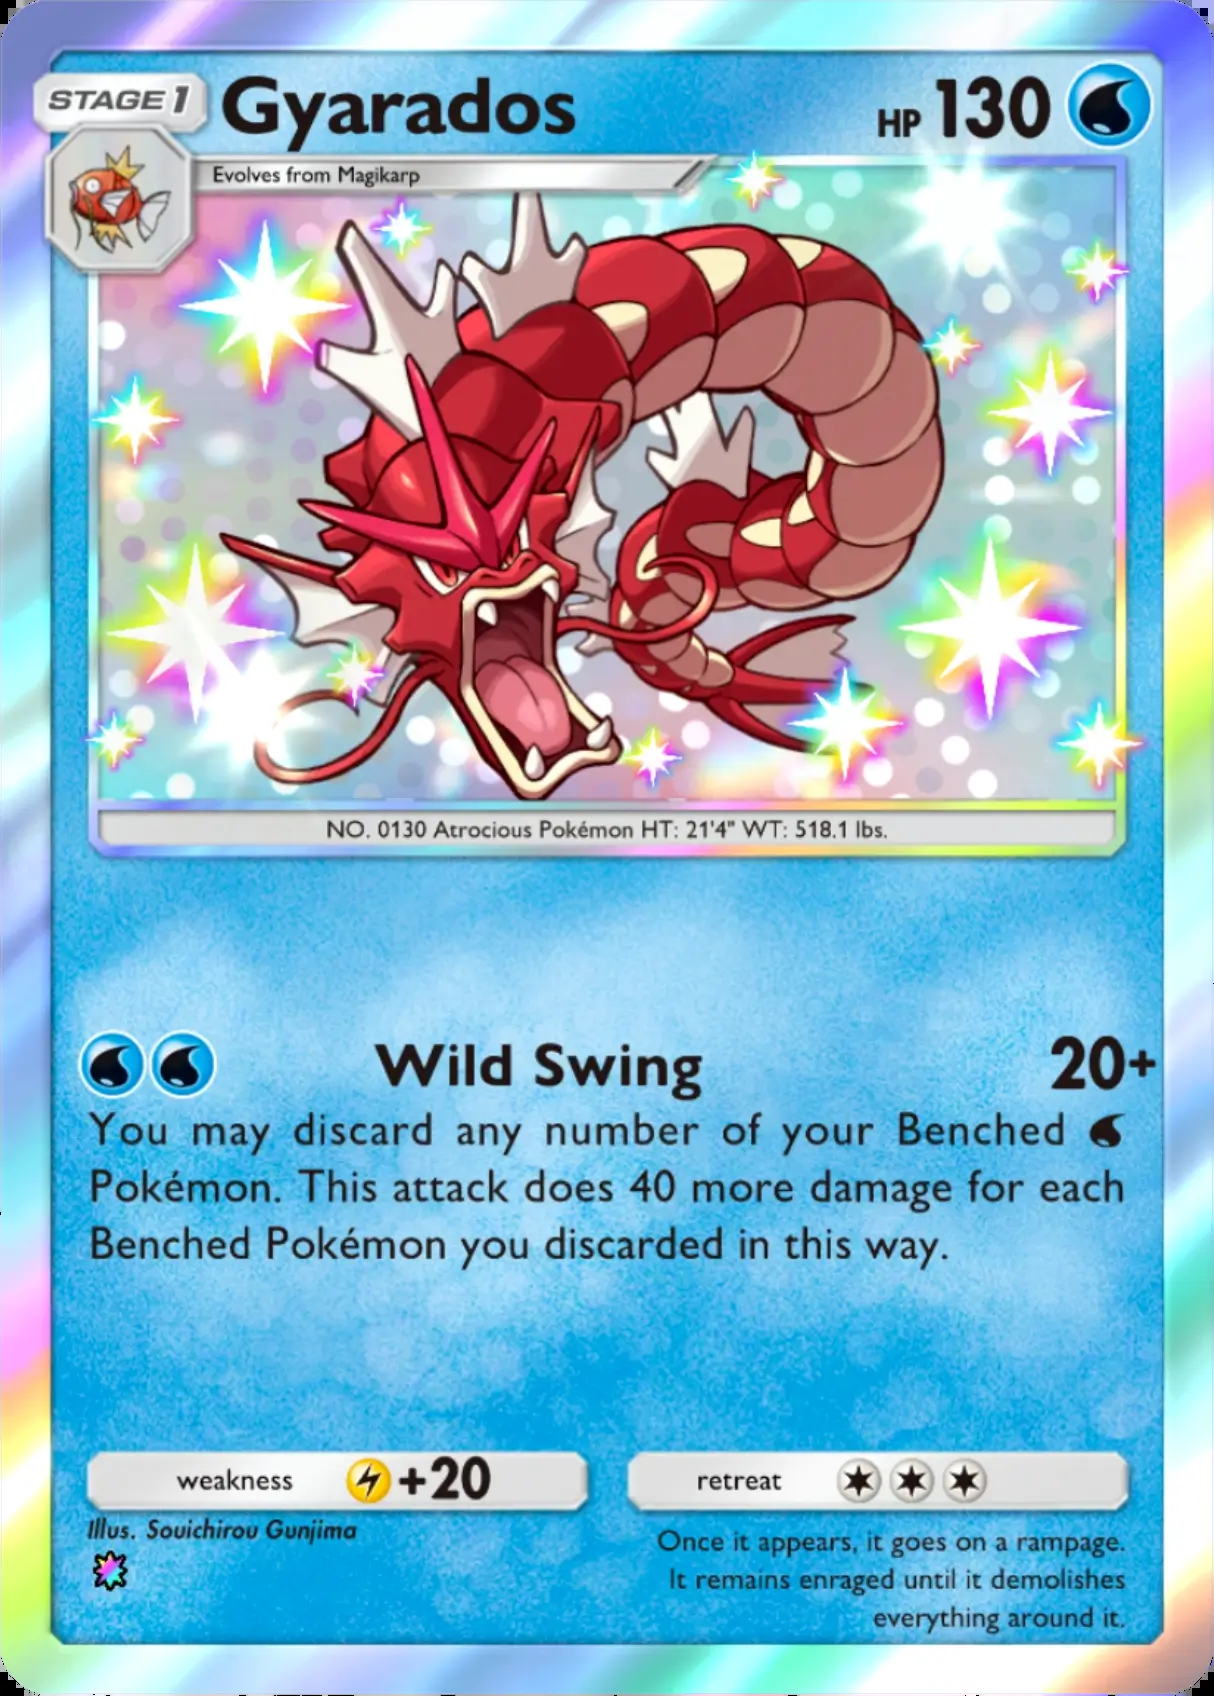 STAGE 1
Gyarados
HP 130
Evolves from Magikarp
NO. 0130 Atrocious Pokémon HT: 21'4" WT: 518.1 lbs.
Wild Swing 20+
You may discard any number of your Benched
Pokémon. This attack does 40 more damage for each
Benched Pokémon you discarded in this way.
weakness +20
retreat
Illus. Souichirou Gunjima
Once it appears, it goes on a rampage.
It remains enraged until it demolishes
everything around it.